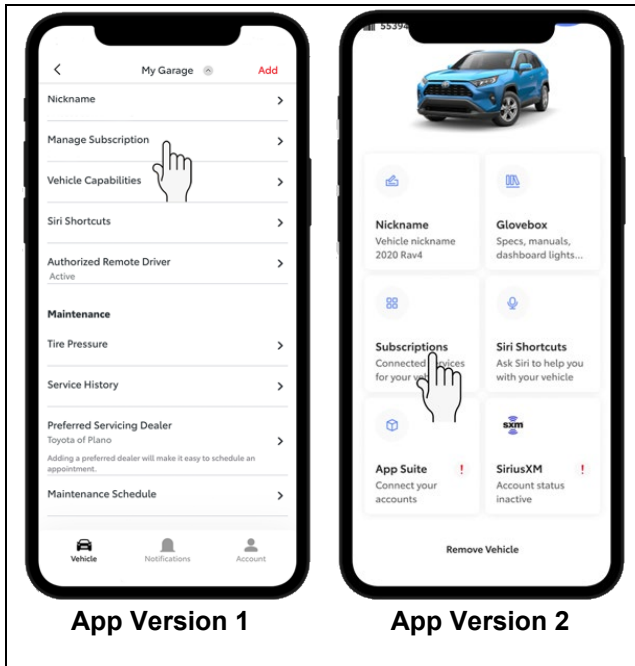 My Garage
Add
Nickname
Manage Subscription
Vehicle Capabilities
Siri Shortcuts
Authorized Remote Driver
Active
Maintenance
Tire Pressure
Service History
Preferred Servicing Dealer
Toyota of Plano
Adding a preferred dealer will make it easy to schedule an
appointment.
Maintenance Schedule
Vehicle
Notifications
Account
App Version 1
Nickname
Vehicle nickname
2020 Rav4
Glovebox
Specs, manuals,
dashboard lights...
Subscriptions
Connected
for your
Siri Shortcuts
Ask Siri to help you
with your vehicle
App Suite !
Connect your
accounts
sxm
SiriusXM !
Account status
inactive
Remove Vehicle
App Version 2